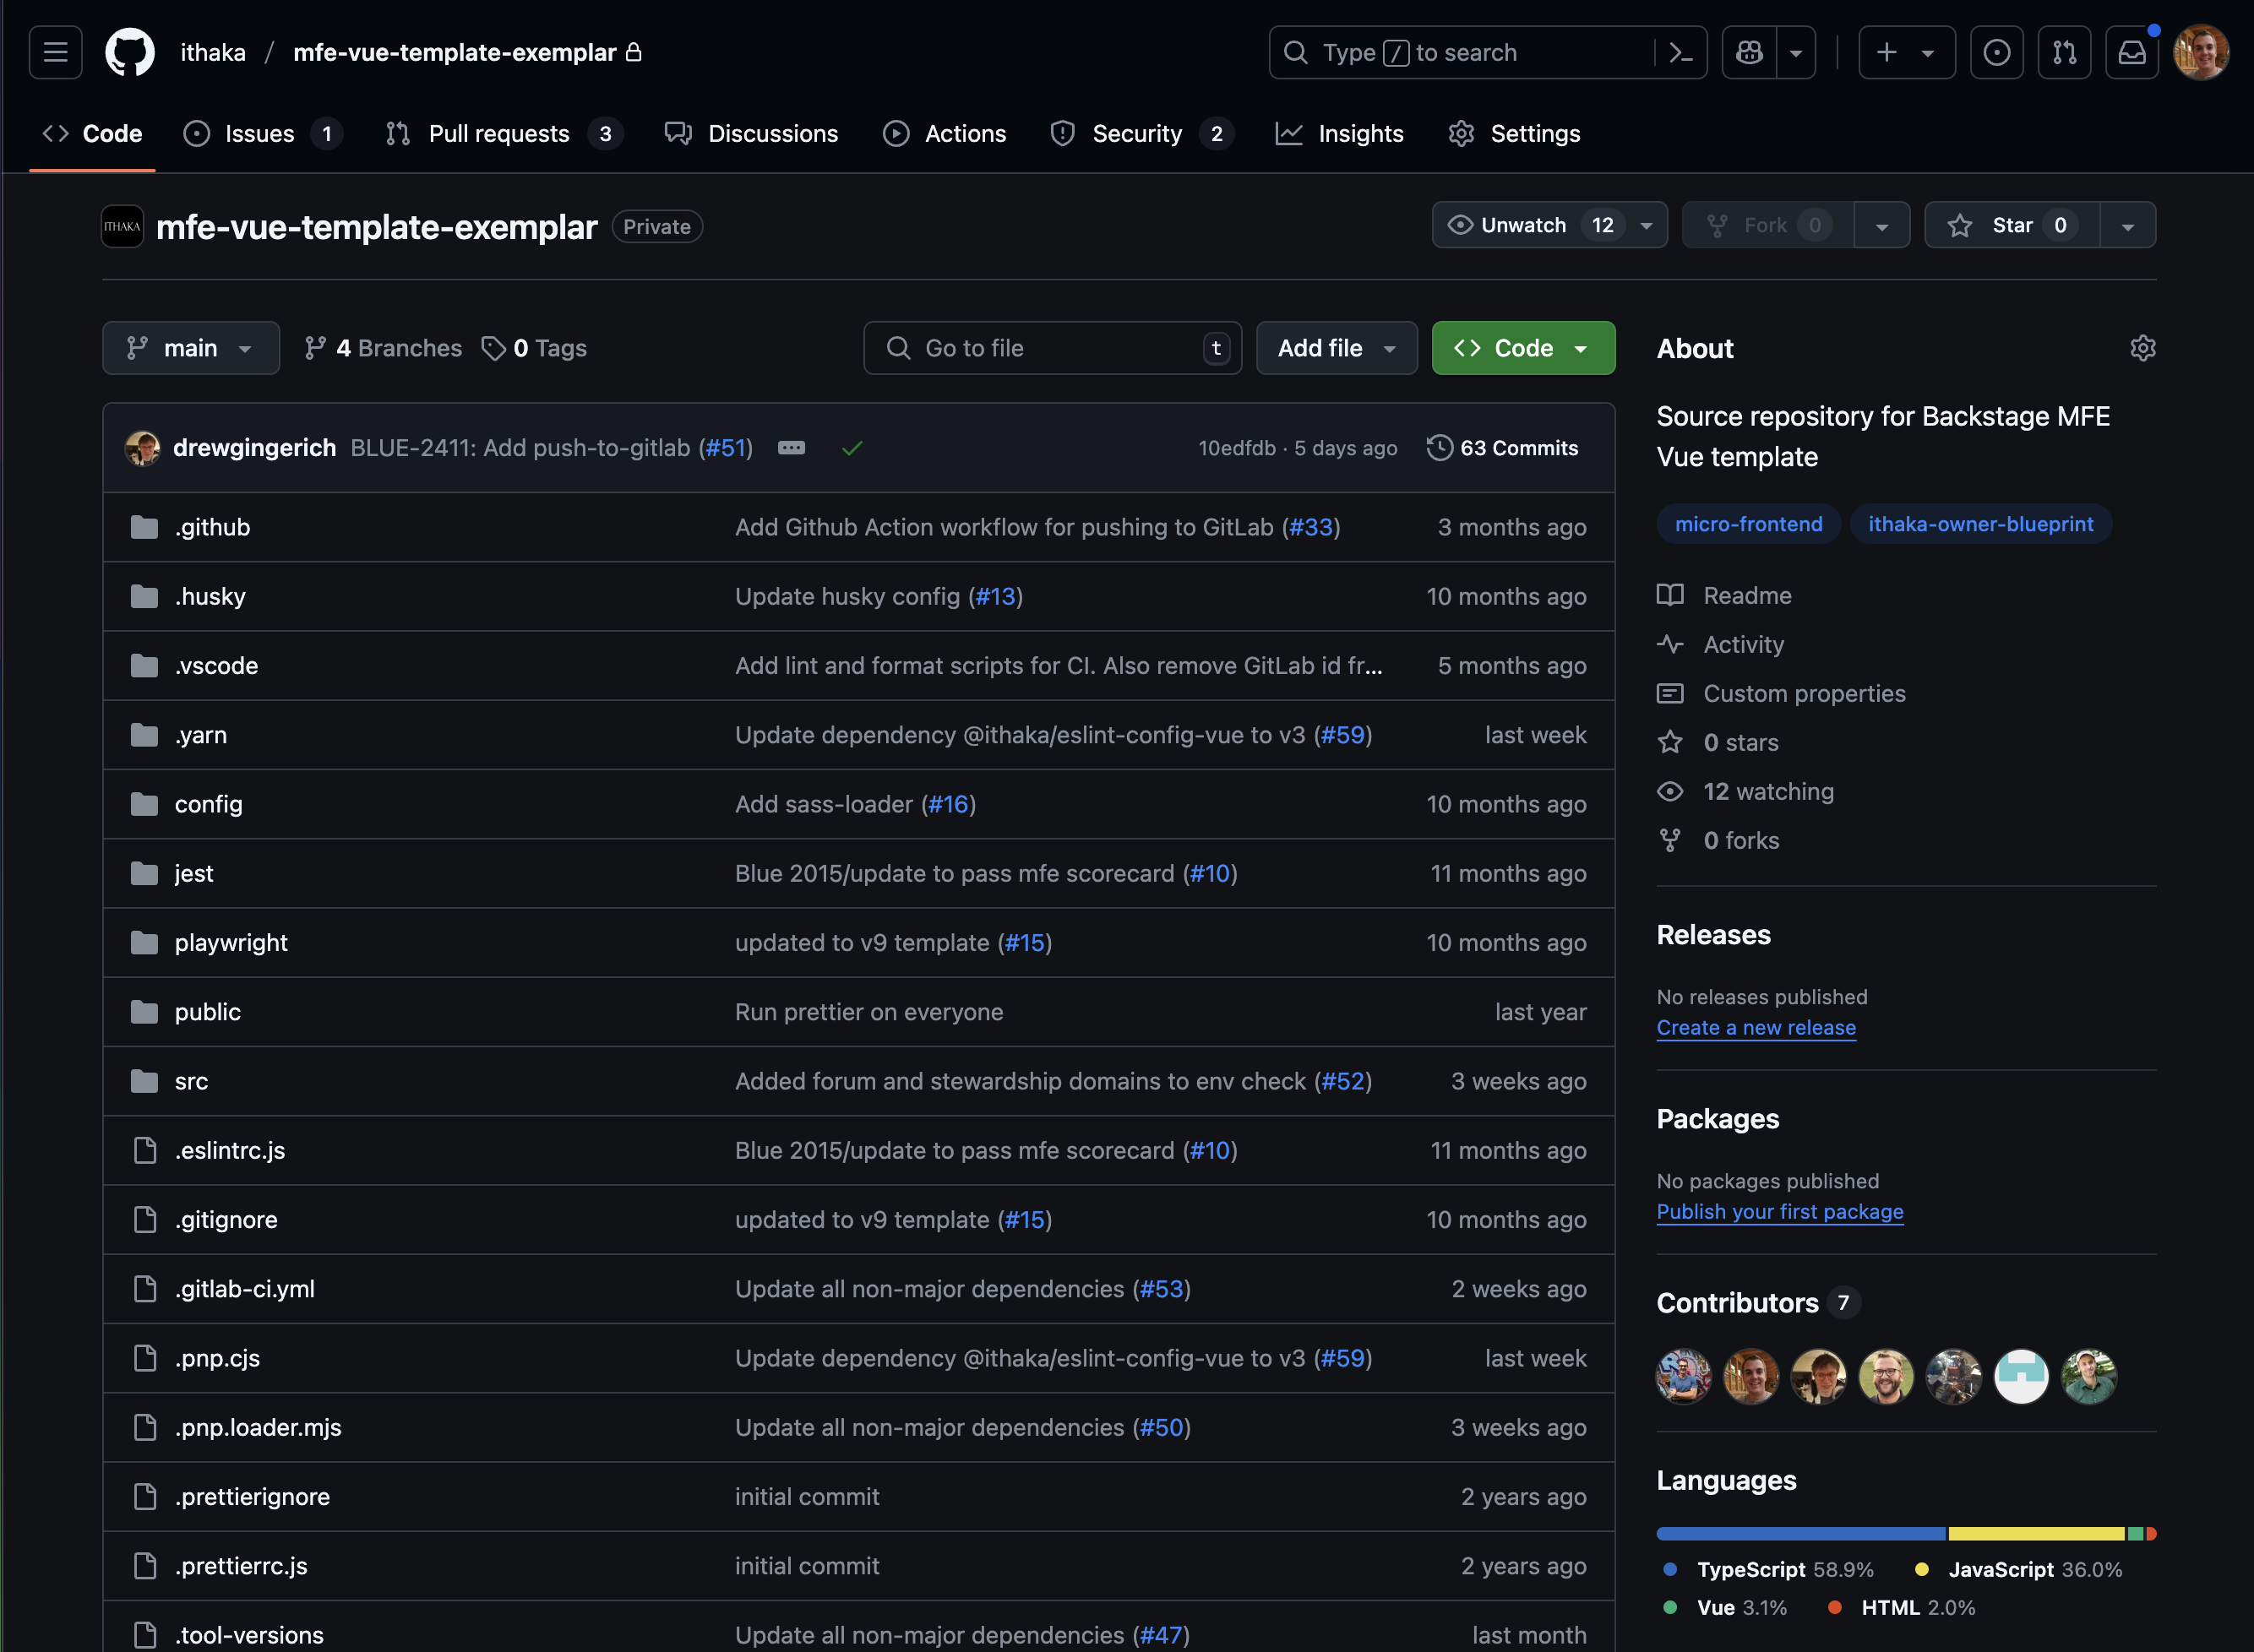 ithaka / mfe-vue-template-exemplar
Type / to search
Code
Issues 1
Pull requests 3
Discussions
Actions
Security 2
Insights
Settings
ITHAKA mfe-vue-template-exemplar Private
Unwatch 12
Fork 0
Star 0
main
4 Branches
0 Tags
Go to file t
Add file
Code
drewgingerich BLUE-2411: Add push-to-gitlab (#51) 10edfdb · 5 days ago 63 Commits
.github Add Github Action workflow for pushing to GitLab (#33) 3 months ago
.husky Update husky config (#13) 10 months ago
.vscode Add lint and format scripts for CI. Also remove GitLab id fr... 5 months ago
.yarn Update dependency @ithaka/eslint-config-vue to v3 (#59) last week
config Add sass-loader (#16) 10 months ago
jest Blue 2015/update to pass mfe scorecard (#10) 11 months ago
playwright updated to v9 template (#15) 10 months ago
public Run prettier on everyone last year
src Added forum and stewardship domains to env check (#52) 3 weeks ago
.eslintrc.js Blue 2015/update to pass mfe scorecard (#10) 11 months ago
.gitignore updated to v9 template (#15) 10 months ago
.gitlab-ci.yml Update all non-major dependencies (#53) 2 weeks ago
.pnp.cjs Update dependency @ithaka/eslint-config-vue to v3 (#59) last week
.pnp.loader.mjs Update all non-major dependencies (#50) 3 weeks ago
.prettierignore initial commit 2 years ago
.prettierrc.js initial commit 2 years ago
.tool-versions Update all non-major dependencies (#47) last month
About
Source repository for Backstage MFE
Vue template
micro-frontend ithaka-owner-blueprint
Readme
Activity
Custom properties
0 stars
12 watching
0 forks
Releases
No releases published
Create a new release
Packages
No packages published
Publish your first package
Contributors 7
Languages
TypeScript 58.9% JavaScript 36.0%
Vue 3.1% HTML 2.0%